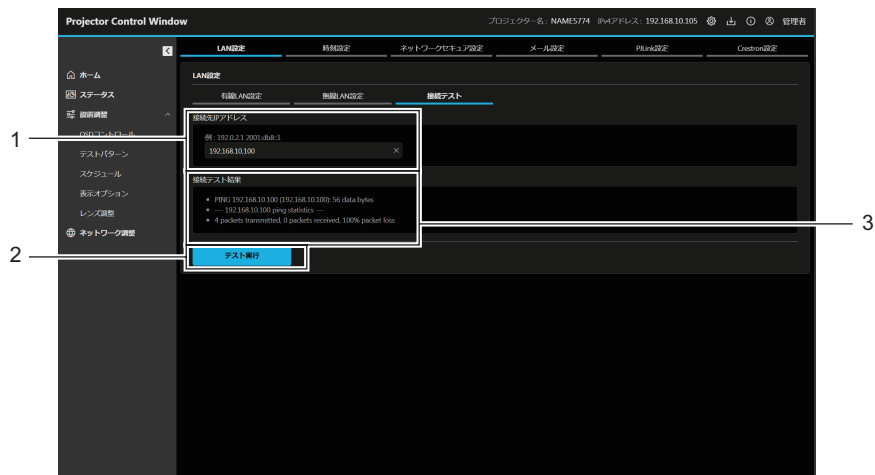 Projector Control Window
プロジェクター名: NAME5774 IPv4アドレス: 192.168.10.105 管理者
LAN設定 時刻設定 ネットワークセキュア設定 メール設定 PJLink設定 Crestron設定
ホーム
ステータス
設置調整
OSDコントロール
テストパターン
スケジュール
表示オプション
レンズ調整
ネットワーク調整
LAN設定
有線LAN設定 無線LAN設定 接続テスト
接続先IPアドレス
例 : 192.0.2.1 2001:db8::1
192.168.10.100
接続テスト結果
PING 192.168.10.100 (192.168.10.100): 56 data bytes
--- 192.168.10.100 ping statistics ---
4 packets transmitted, 0 packets received, 100% packet loss
テスト実行
1
2
3